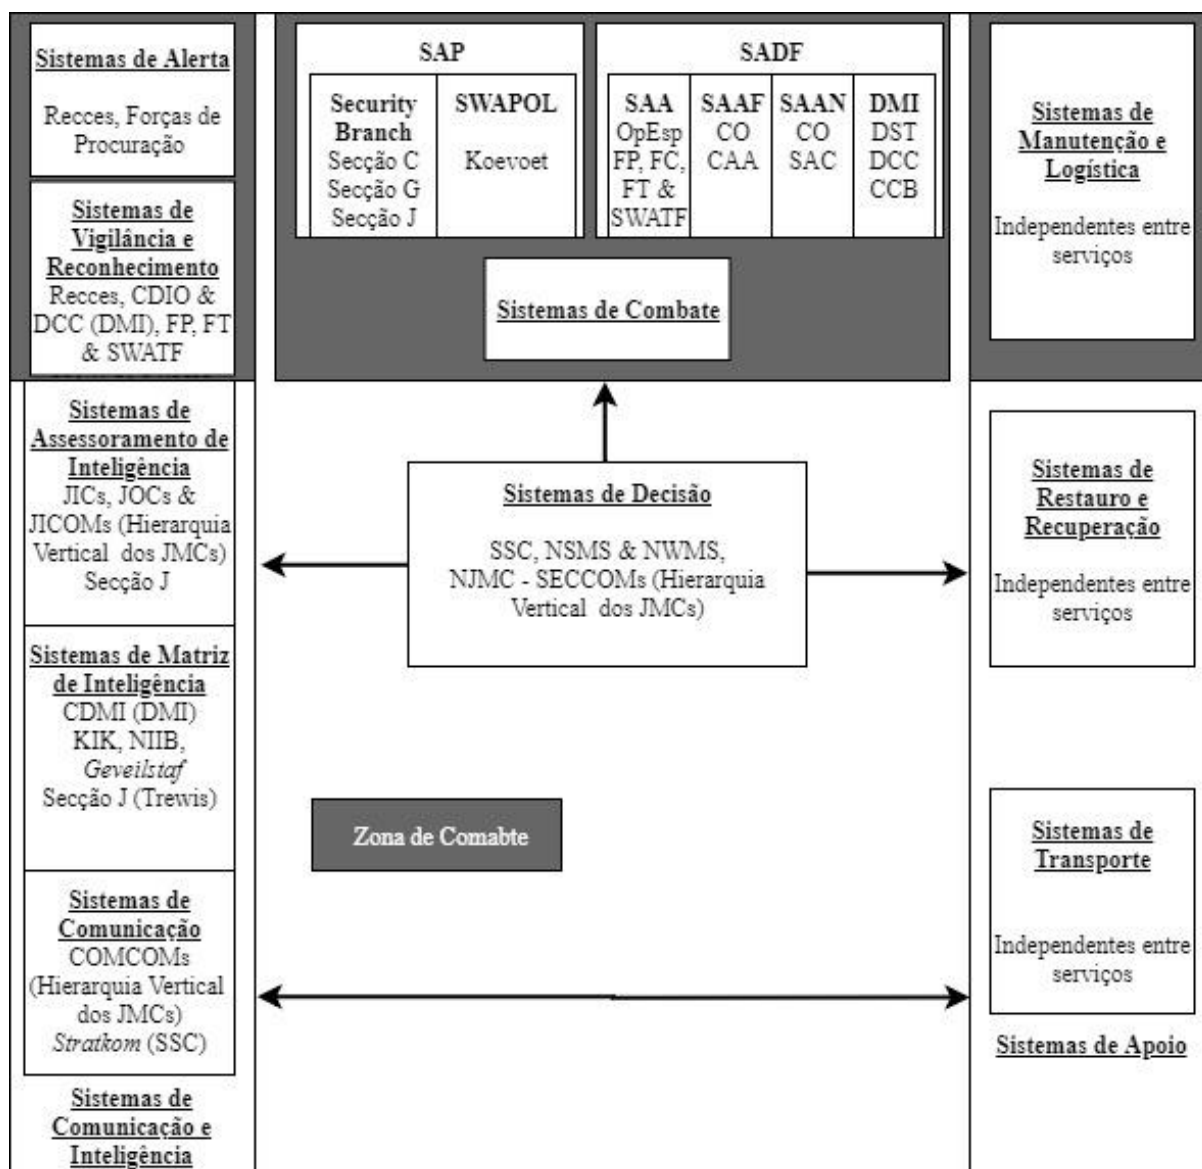 Sistemas de Alerta
Recces, Forças de
Procuração
Sistemas de
Vigilância e
Reconhecimento
Recces, CDIO &
DCC (DMI), FP, FT
& SWATF
Sistemas de
Assessoramento de
Inteligência
JICs, JOCs &
JICOMs (Hierarquia
Vertical dos JMCs)
Secção J
Sistemas de Matriz
de Inteligência
CDMI (DMI)
KIK, NIIB,
Geveilstaf
Secção J (Trewis)
Sistemas de
Comunicação
COMCOMs
(Hierarquia Vertical
dos JMCs)
Stratkom (SSC)
Sistemas de
Comunicação e
Inteligência
SAP
Security
Branch
Secção C
Secção G
Secção J
SWAPOL
Koevoet
SADF
SAA
OpEsp
FP, FC,
FT &
SWATF
SAAF
CO
CAA
SAAN
CO
SAC
DMI
DST
DCC
CCB
Sistemas de Combate
Sistemas de Decisão
SSC, NSMS & NWMS,
NJMC - SECCOMs (Hierarquia
Vertical dos JMCs)
Zona de Comabte
Sistemas de
Manutenção e
Logística
Independentes entre
serviços
Sistemas de
Restauro e
Recuperação
Independentes entre
serviços
Sistemas de
Transporte
Independentes entre
serviços
Sistemas de Apoio